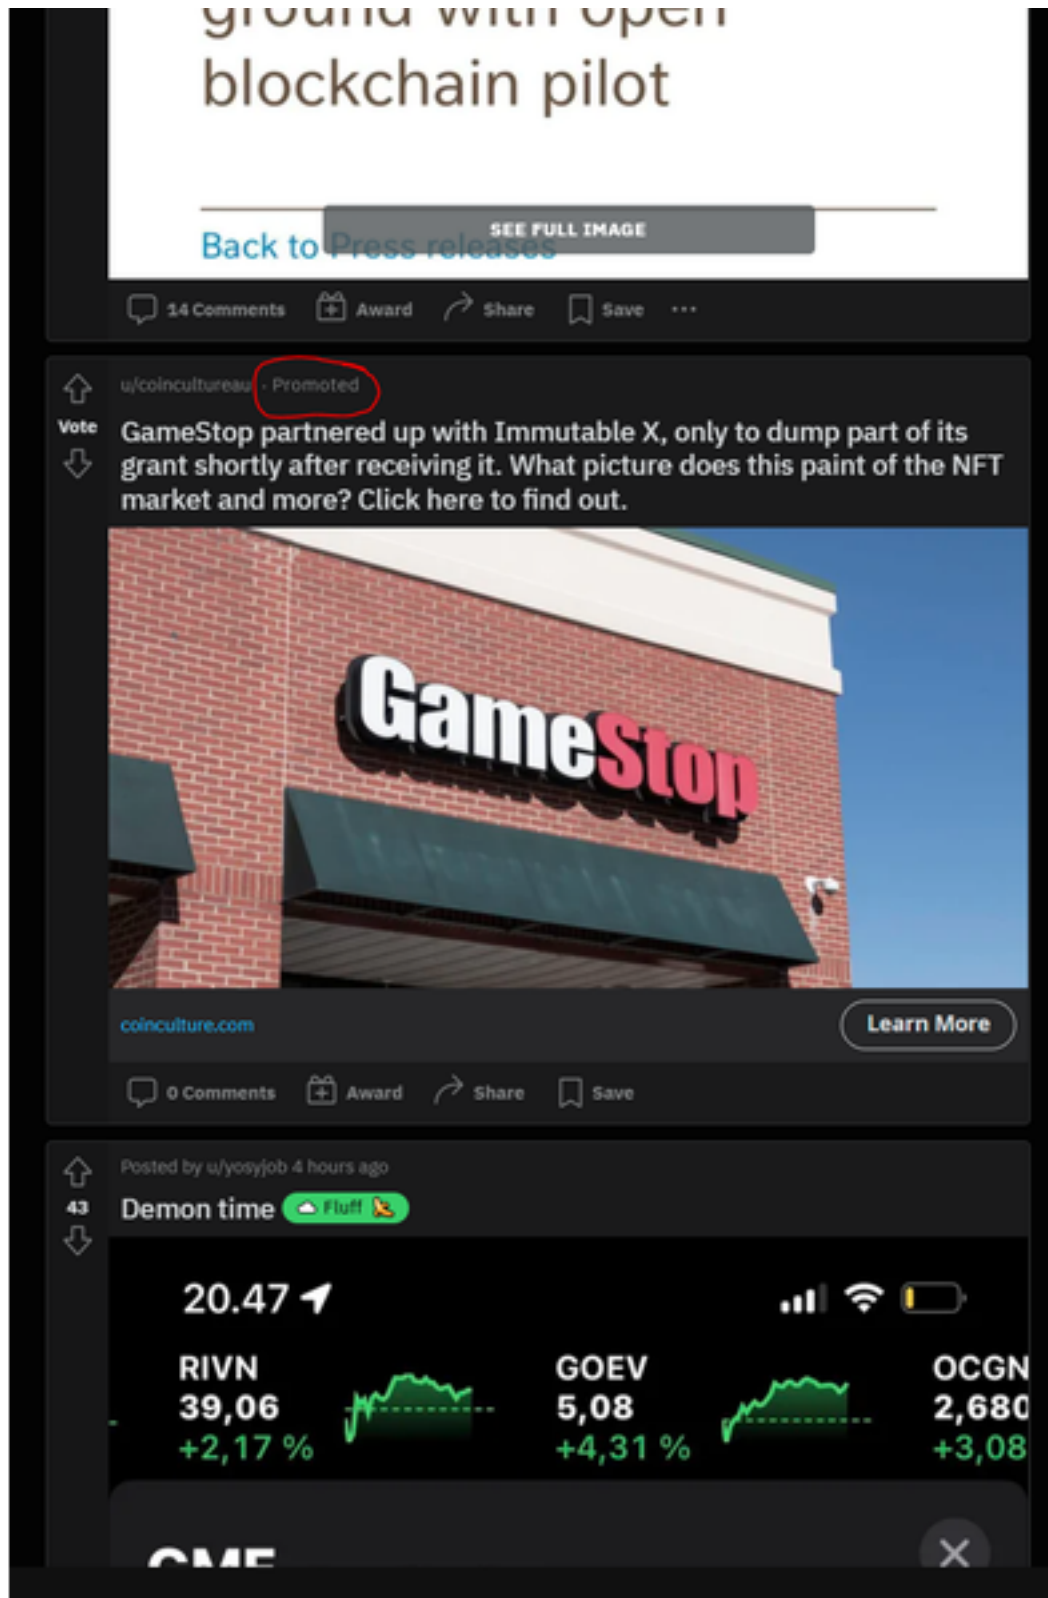 ground with open
blockchain pilot
SEE FULL IMAGE
Back to Press releases
14 Comments Award Share Save ...
u/coincultureau · Promoted
Vote
GameStop partnered up with Immutable X, only to dump part of its
grant shortly after receiving it. What picture does this paint of the NFT
market and more? Click here to find out.
GameStop
coinculture.com
Learn More
0 Comments Award Share Save
Posted by u/yosyjob 4 hours ago
43
Demon time Fluff
20.47
RIVN GOEV OCGN
39,06 5,08 2,680
+2,17 % +4,31 % +3,08
GME